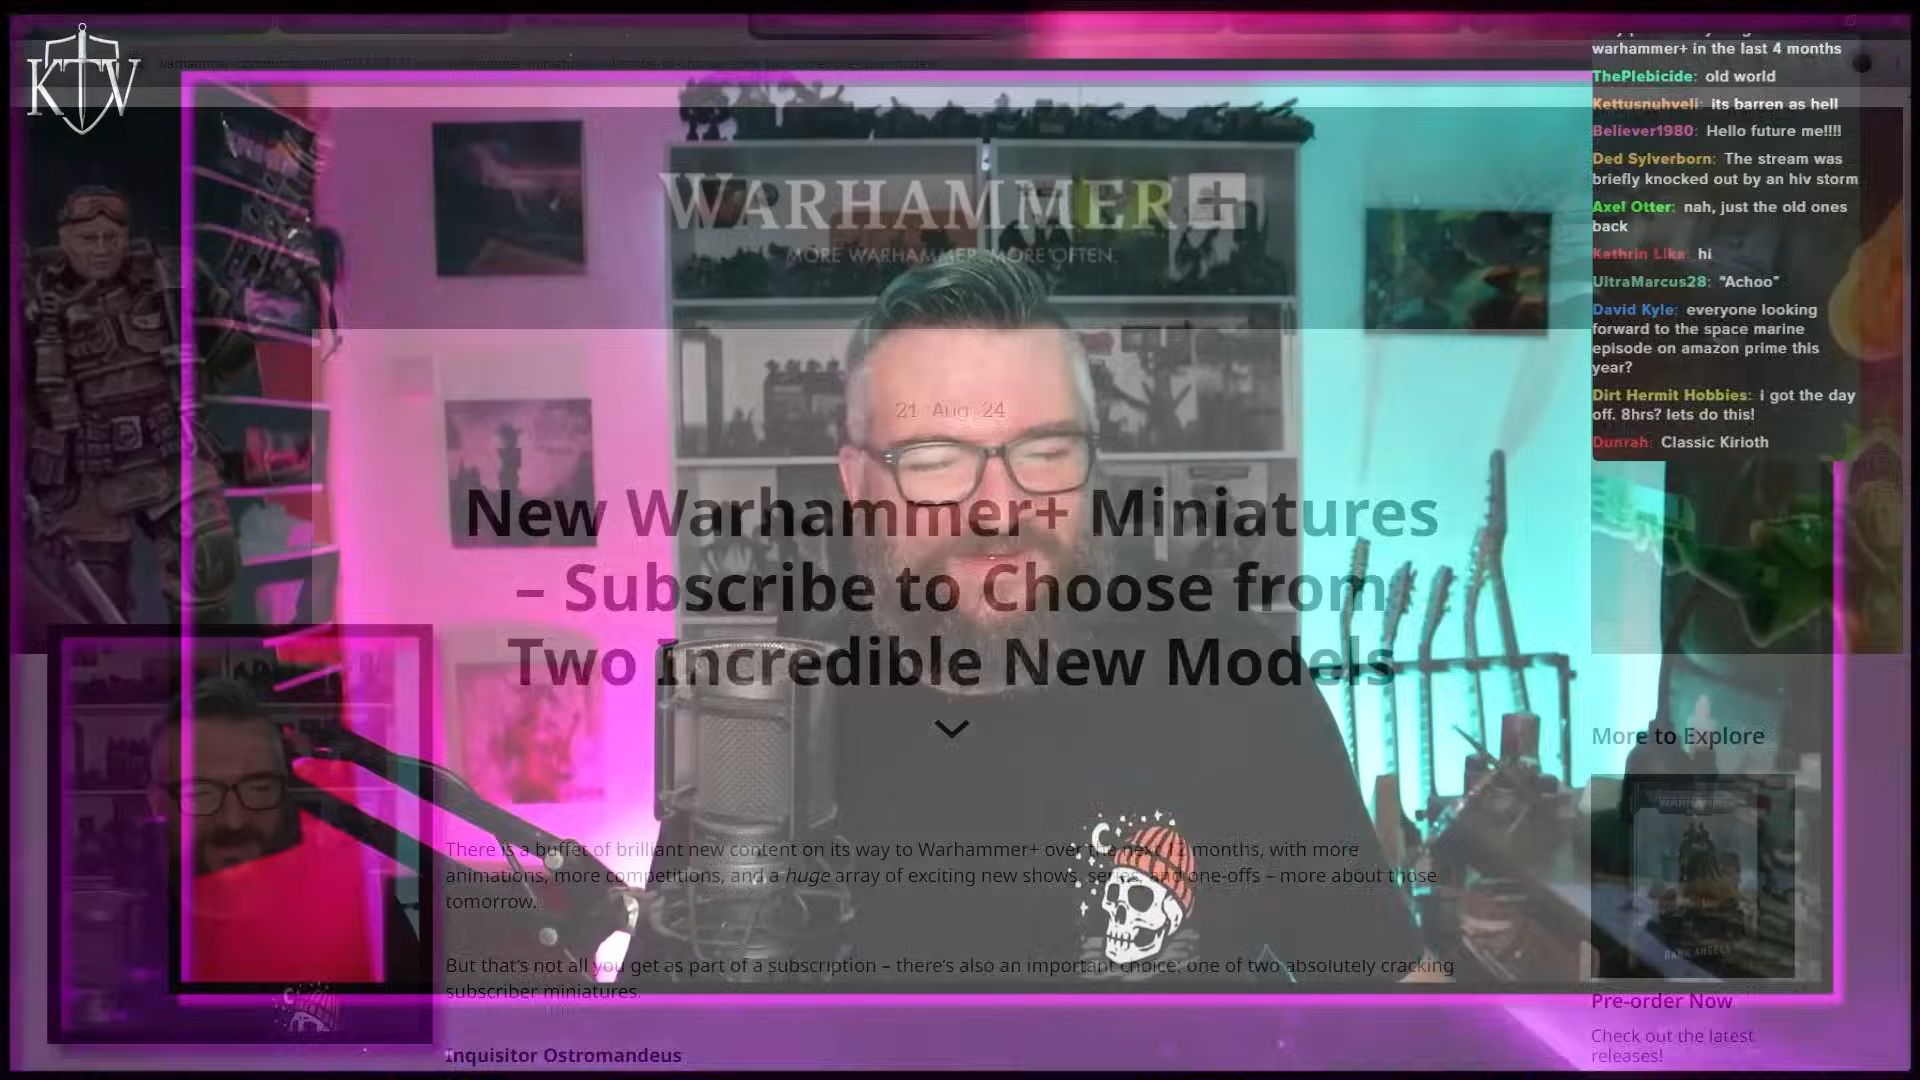 KTV
warhammer+ in the last 4 months
ThePlebicide: old world
Kettusnuhveli: its barren as hell
Believer1980: Hello future me!!!!
Ded Sylverborn: The stream was
briefly knocked out by an hiv storm
Axel Otter: nah, just the old ones
back
Kathrin Lika: hi
UltraMarcus28: "Achoo"
David Kyle: everyone looking
forward to the space marine
episode on amazon prime this
year?
Dirt Hermit Hobbies: i got the day
off. 8hrs? lets do this!
Dunrah: Classic Kirioth
WARHAMMER+
MORE WARHAMMER. MORE OFTEN.
21 Aug 24
New Warhammer+ Miniatures
– Subscribe to Choose from
Two Incredible New Models
There is a buffet of brilliant new content on its way to Warhammer+ over the next 12 months, with more
animations, more competitions, and a huge array of exciting new shows, series, and one-offs – more about those
tomorrow.
But that's not all you get as part of a subscription – there's also an important choice: one of two absolutely cracking
subscriber miniatures.
Inquisitor Ostromandeus
More to Explore
WARHAMMER
DARK ANGELS
Pre-order Now
Check out the latest
releases!